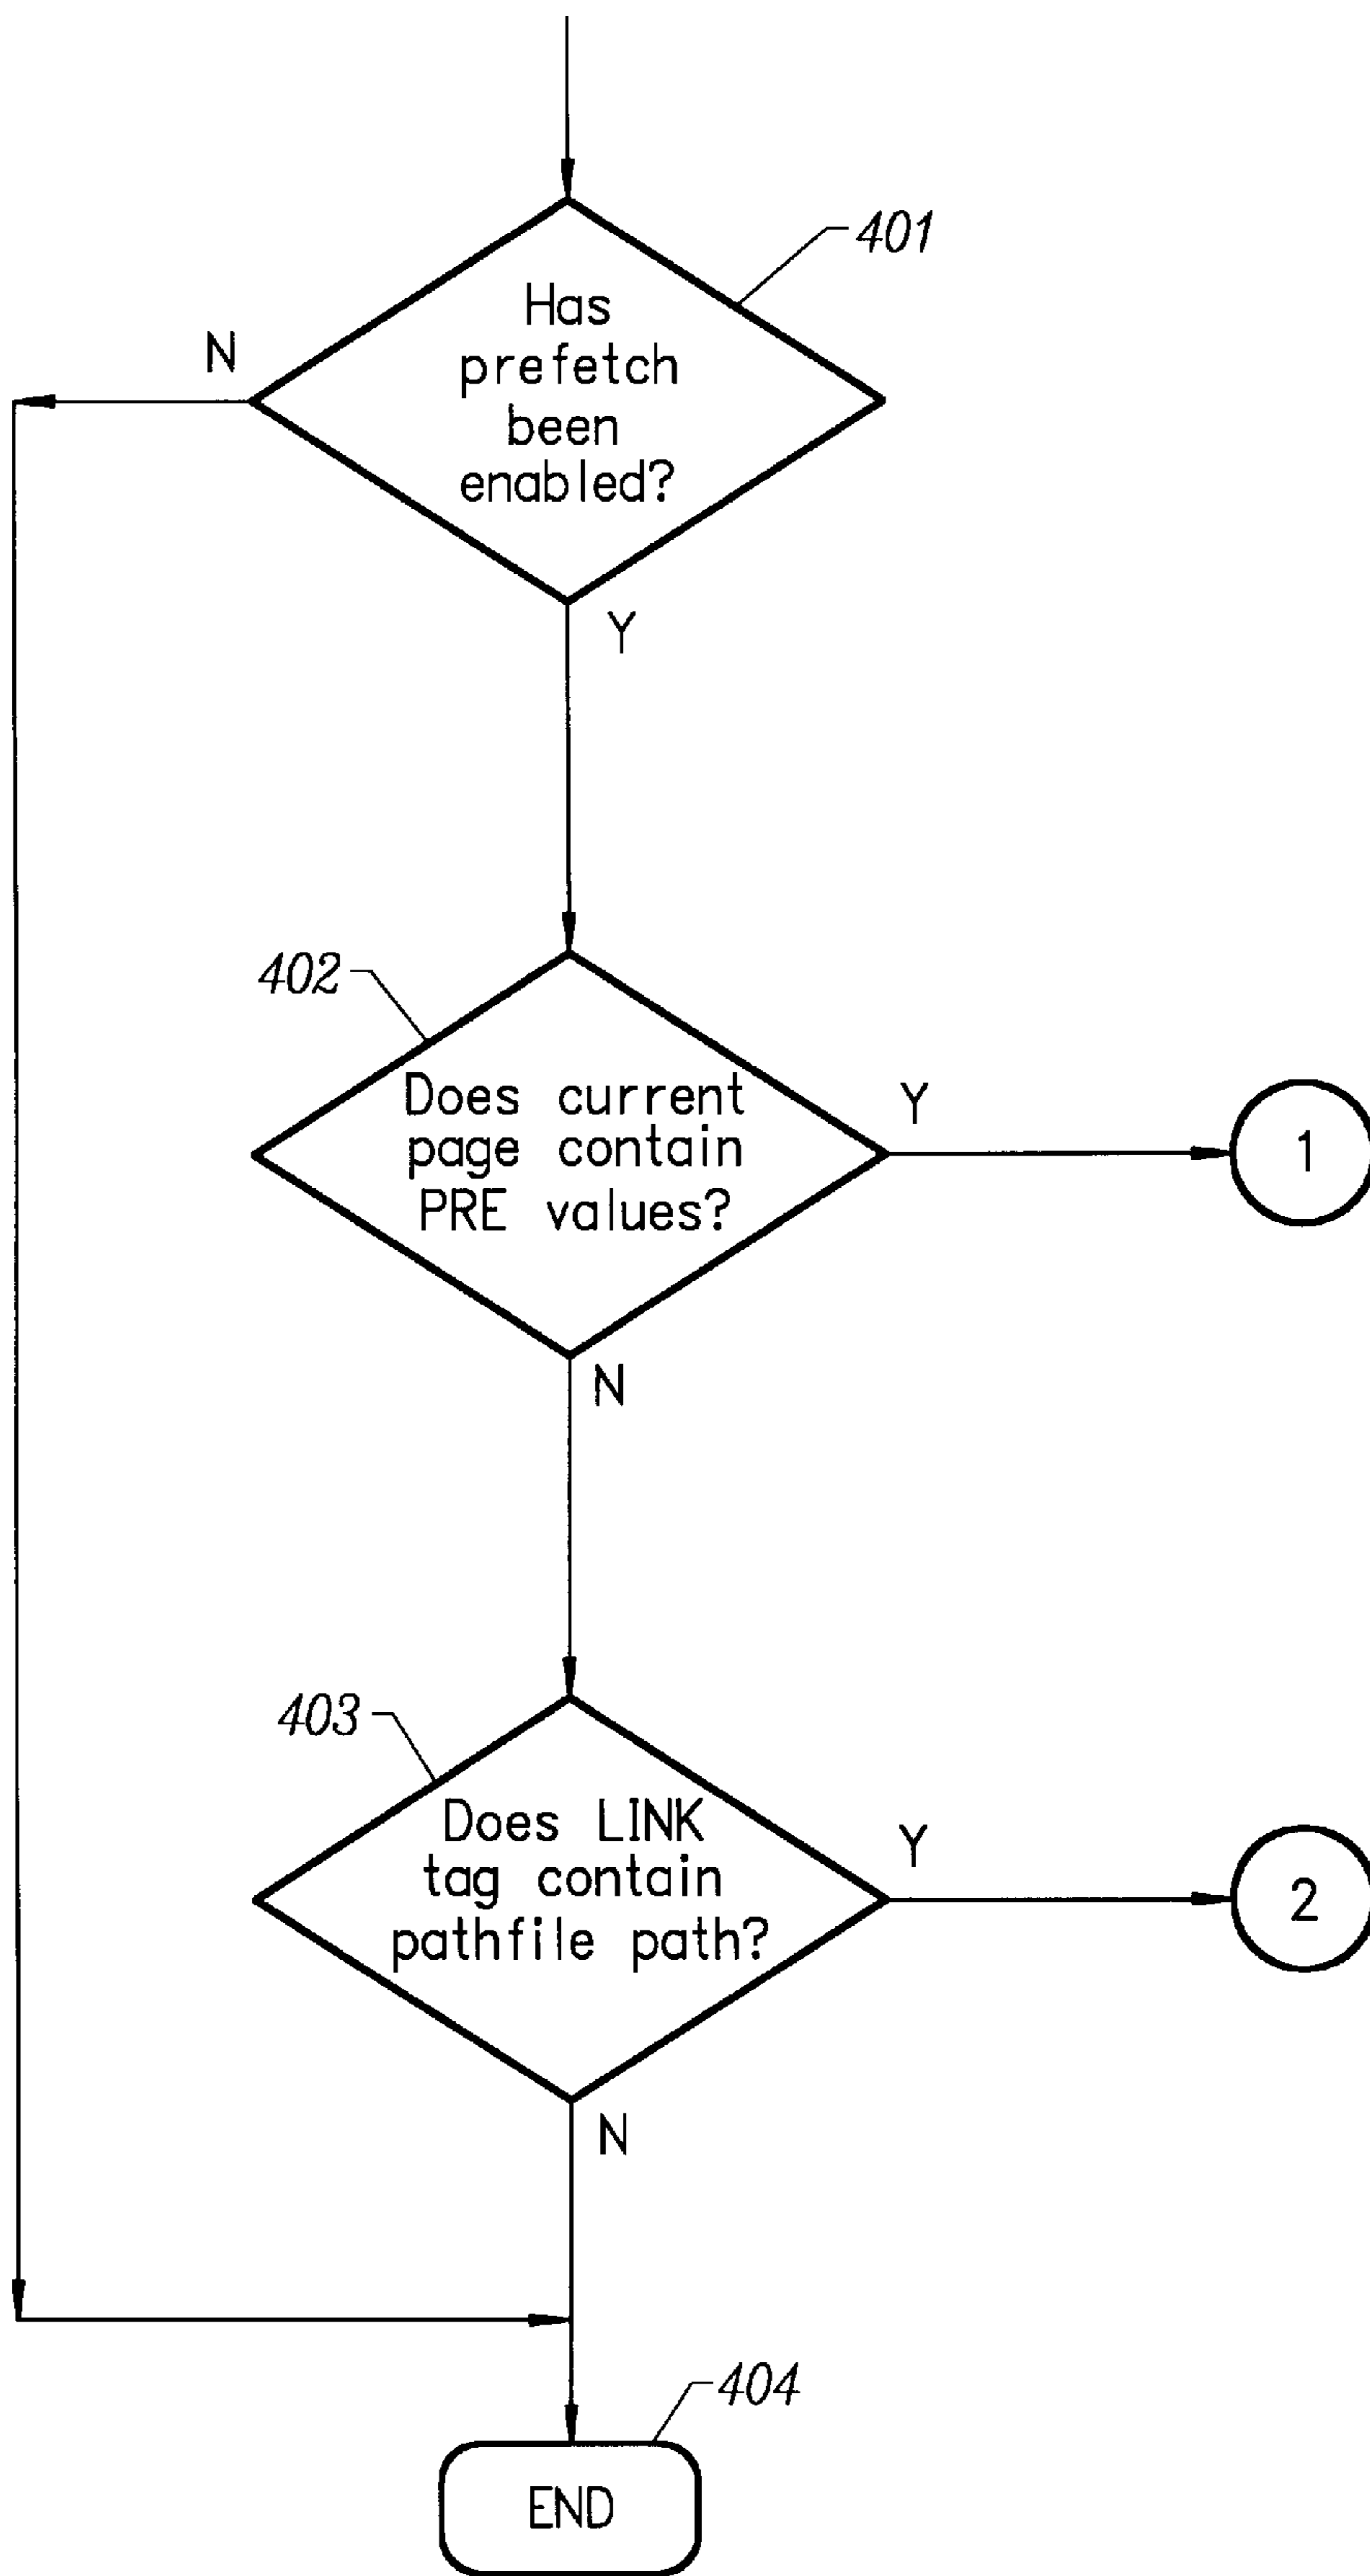 401
Has
prefetch
been
enabled?
N
Y
402
Does current
page contain
PRE values?
Y
1
N
403
Does LINK
tag contain
pathfile path?
Y
2
N
404
END